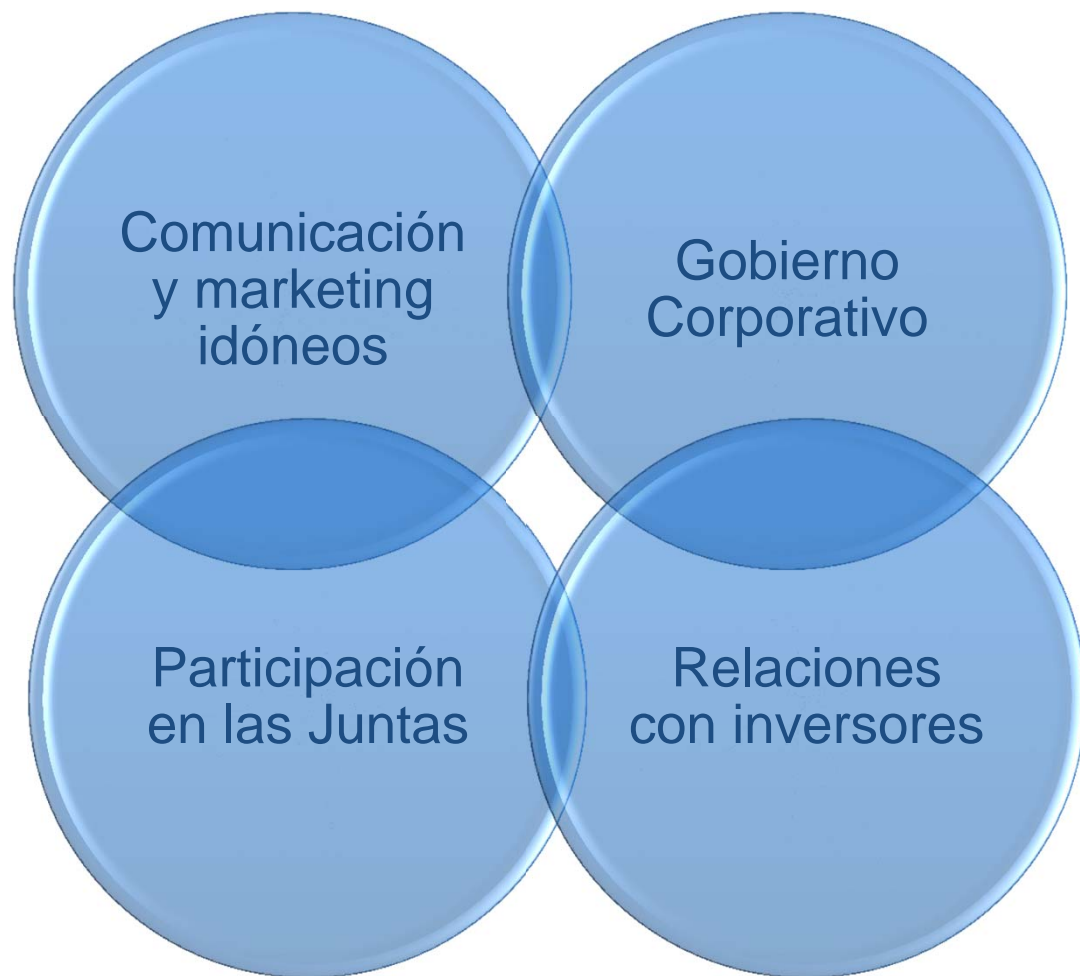 Comunicación
y marketing
idóneos
Gobierno
Corporativo
Participación
en las Juntas
Relaciones
con inversores